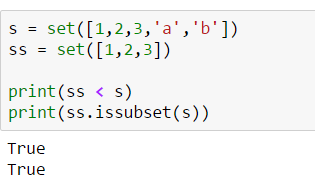 s = set([1,2,3,'a','b'])
ss = set([1,2,3])
print(ss < s)
print(ss.issubset(s))
True
True